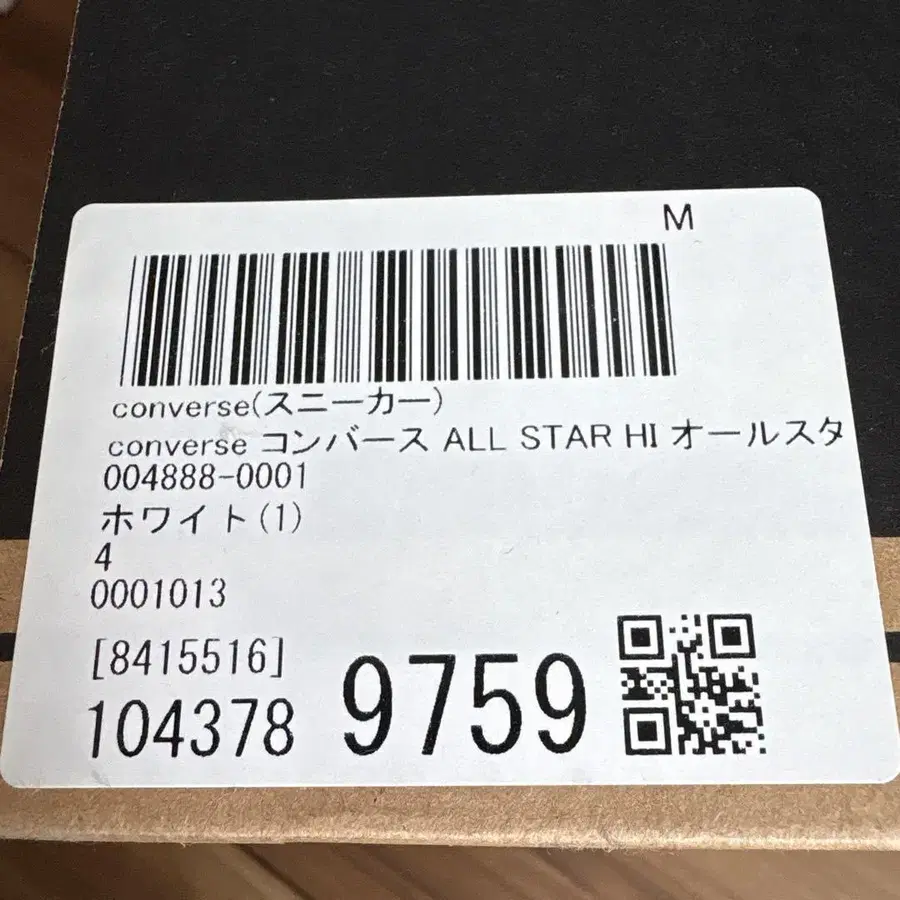 M
converse(スニーカー)
converse コンバース ALL STAR HI オールスタ
004888-0001
ホワイト(1)
4
0001013
[8415516]
104378 9759